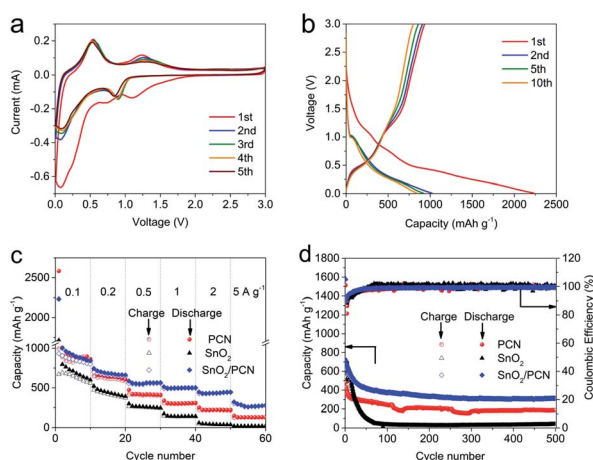 a
0.2
0.0
-0.2
-0.4
-0.6
Current (mA)
1st
2nd
3rd
4th
5th
0.0 0.5 1.0 1.5 2.0 2.5 3.0
Voltage (V)
b
3.0
2.5
2.0
1.5
1.0
0.5
0.0
Voltage (V)
1st
2nd
5th
10th
0 500 1000 1500 2000 2500
Capacity (mAh g⁻¹)
c
2500
2000
1000
500
0
Capacity (mAh g⁻¹)
0.1 0.2 0.5 1 2 5 A g⁻¹
Charge Discharge
PCN
SnO₂
SnO₂/PCN
0 20 40 60
Cycle number
d
1800
1600
1400
1200
1000
800
600
400
200
0
Capacity (mAh g⁻¹)
Charge Discharge
PCN
SnO₂
SnO₂/PCN
120
100
80
60
40
20
0
Coulombic Efficiency (%)
0 100 200 300 400 500
Cycle number